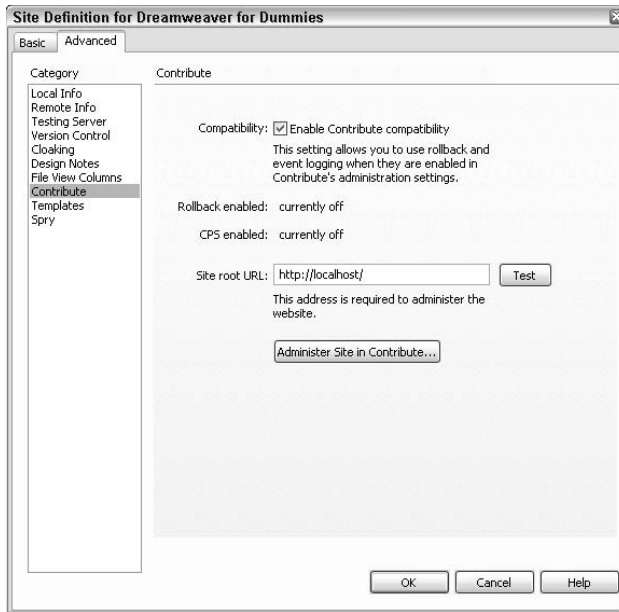 Site Definition for Dreamweaver for Dummies
Basic
Advanced
Category
Local Info
Remote Info
Testing Server
Version Control
Cloaking
Design Notes
File View Columns
Contribute
Templates
Spry
Contribute
Compatibility: Enable Contribute compatibility
This setting allows you to use rollback and
event logging when they are enabled in
Contribute's administration settings.
Rollback enabled: currently off
CPS enabled: currently off
Site root URL: http://localhost/ Test
This address is required to administer the
website.
Administer Site in Contribute...
OK Cancel Help